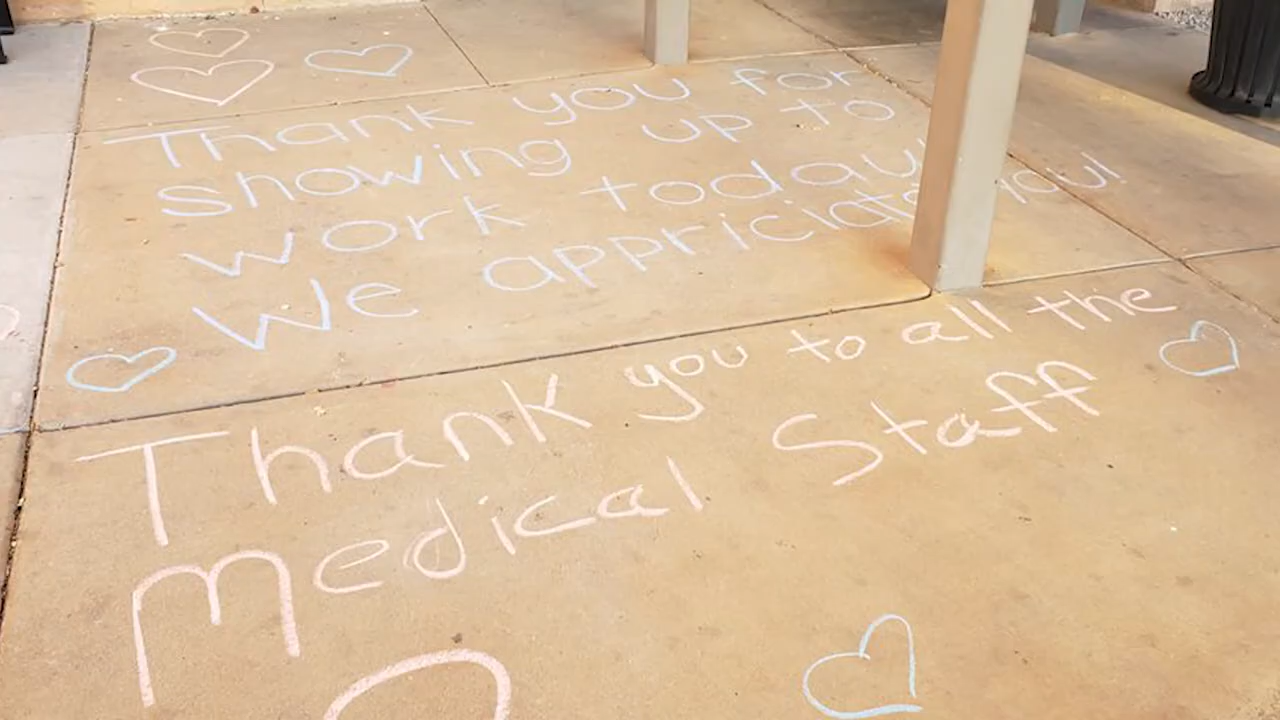 Thank you for
showing up to
work today!
We appriciate you!
Thank you to all the
Medical Staff